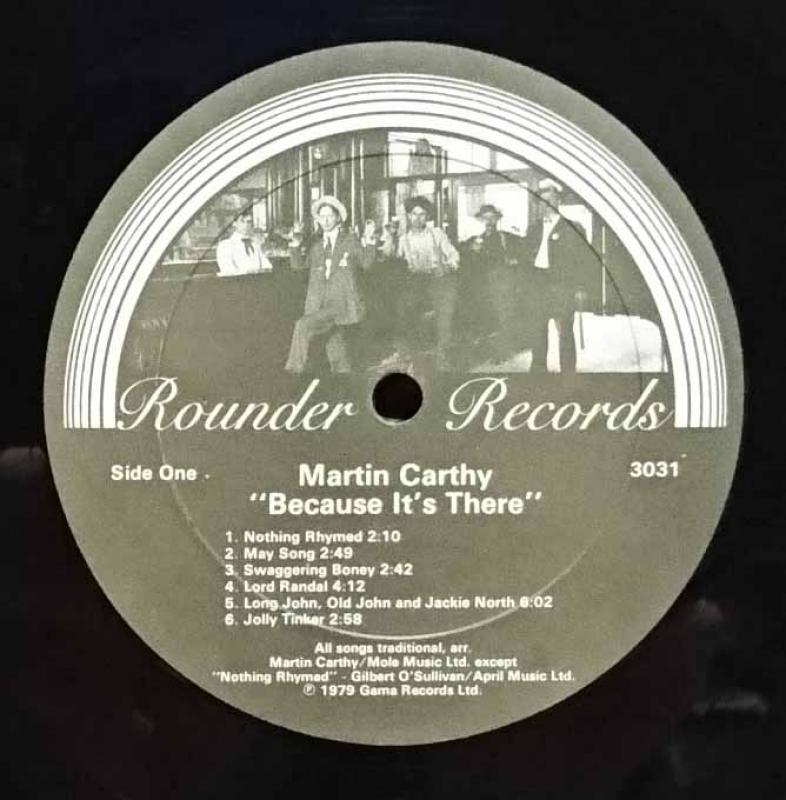 Rounder Records
Side One
Martin Carthy
3031
"Because It's There"
1. Nothing Rhymed 2:10
2. May Song 2:49
3. Swaggering Boney 2:42
4. Lord Randal 4:12
5. Long John, Old John and Jackie North 6:02
6. Jolly Tinker 2:58
All songs traditional, arr.
Martin Carthy/Mole Music Ltd. except
"Nothing Rhymed" - Gilbert O'Sullivan/April Music Ltd.
℗ 1979 Gama Records Ltd.